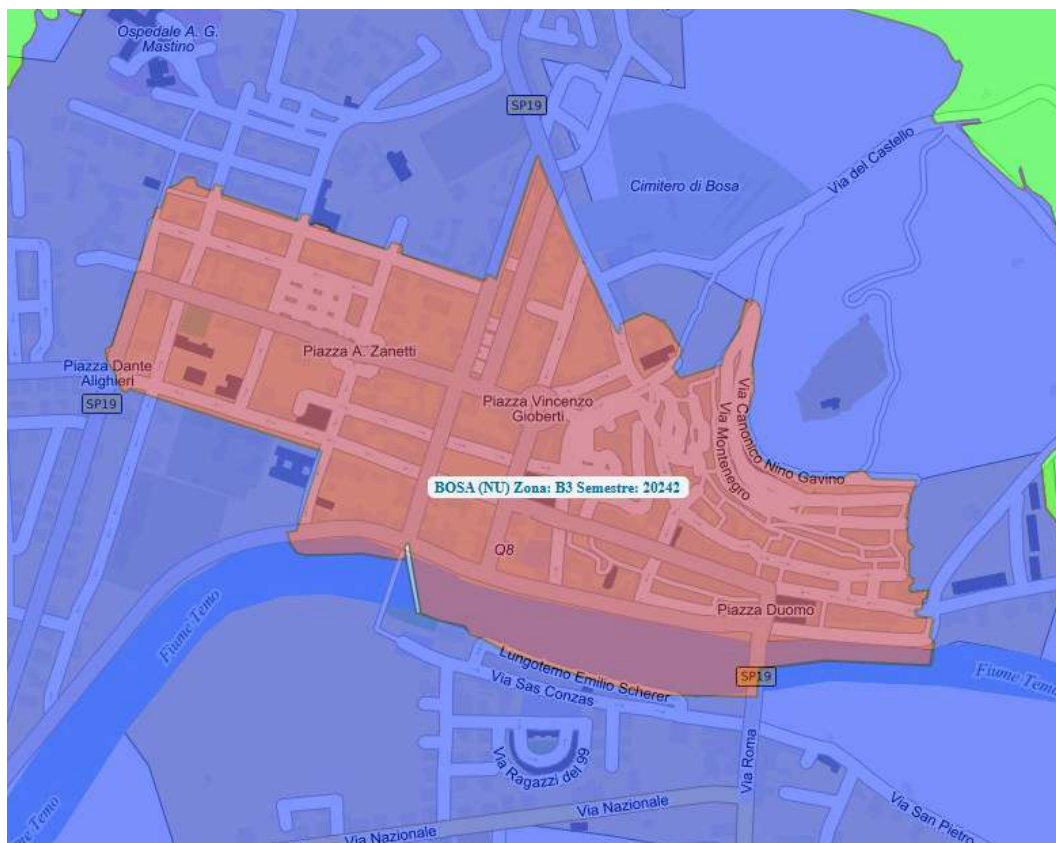 Ospedale A. G.
Mastino
SP19
Via del Castello
Cimitero di Bosa
Piazza A. Zanetti
Piazza Dante
Alighieri
SP19
Piazza Vincenzo
Gioberti
Via Canonico Nino Gavino
Via Montenegro
BOSA (NU) Zona: B3 Semestre: 20242
Q8
Piazza Duomo
Fiume Temo
Lungotemo Emilio Scherer
SP19
Fiume Temo
Via Sas Conzas
Via Ragazzi del 99
Via Roma
Via Nazionale
Via San Pietro
Fiume Temo
Via Nazionale